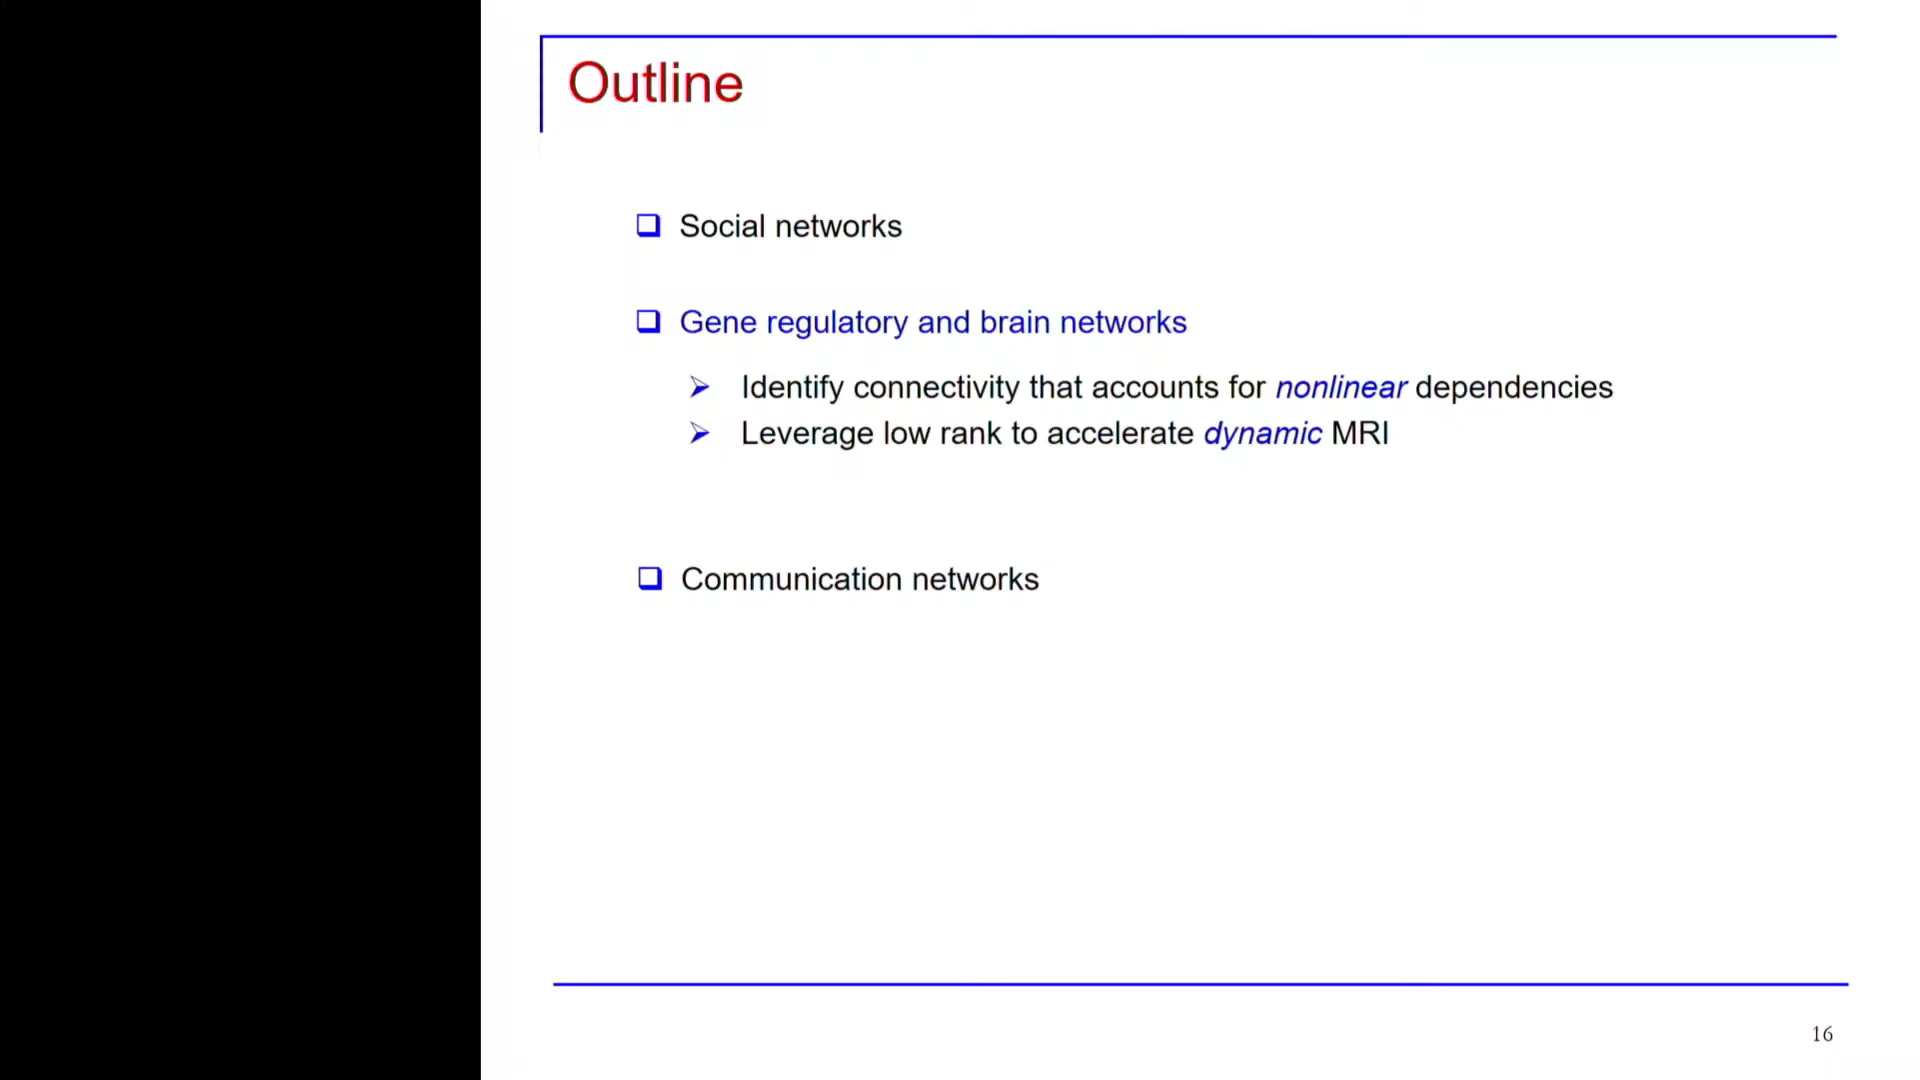 Outline
Social networks
Gene regulatory and brain networks
Identify connectivity that accounts for nonlinear dependencies
Leverage low rank to accelerate dynamic MRI
Communication networks
16